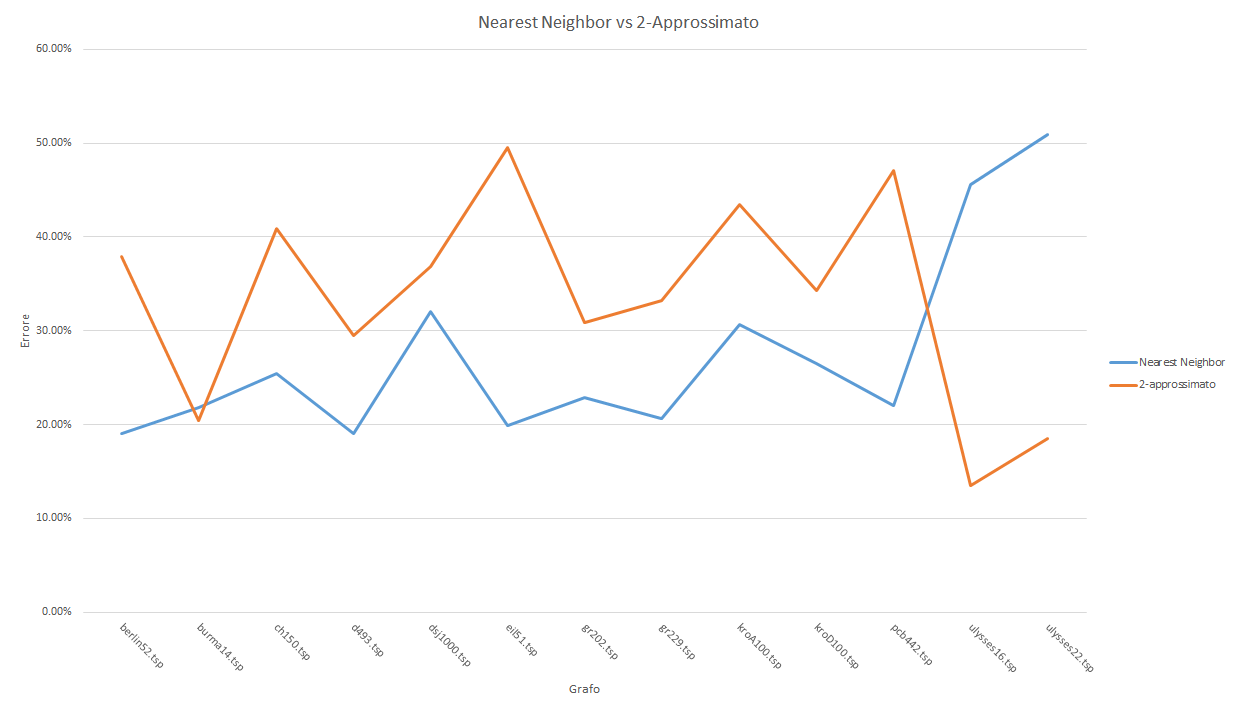 Nearest Neighbor vs 2-Approssimato
60.00%
50.00%
40.00%
30.00%
20.00%
10.00%
0.00%
Errore
berlin52.tsp
burma14.tsp
ch150.tsp
d493.tsp
dsj1000.tsp
eil51.tsp
gr202.tsp
gr229.tsp
kroA100.tsp
kroD100.tsp
pcb442.tsp
ulysses16.tsp
ulysses22.tsp
Grafo
Nearest Neighbor
2-approssimato